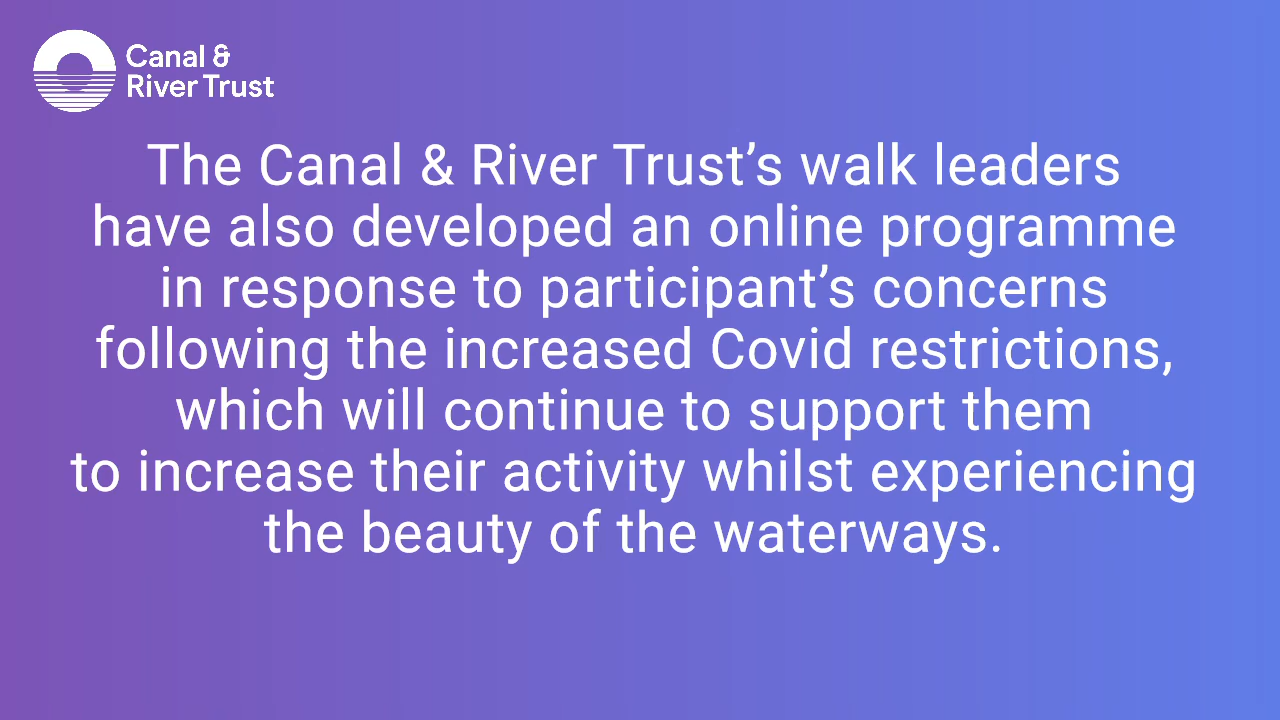 Canal &
River Trust
The Canal & River Trust’s walk leaders
have also developed an online programme
in response to participant’s concerns
following the increased Covid restrictions,
which will continue to support them
to increase their activity whilst experiencing
the beauty of the waterways.